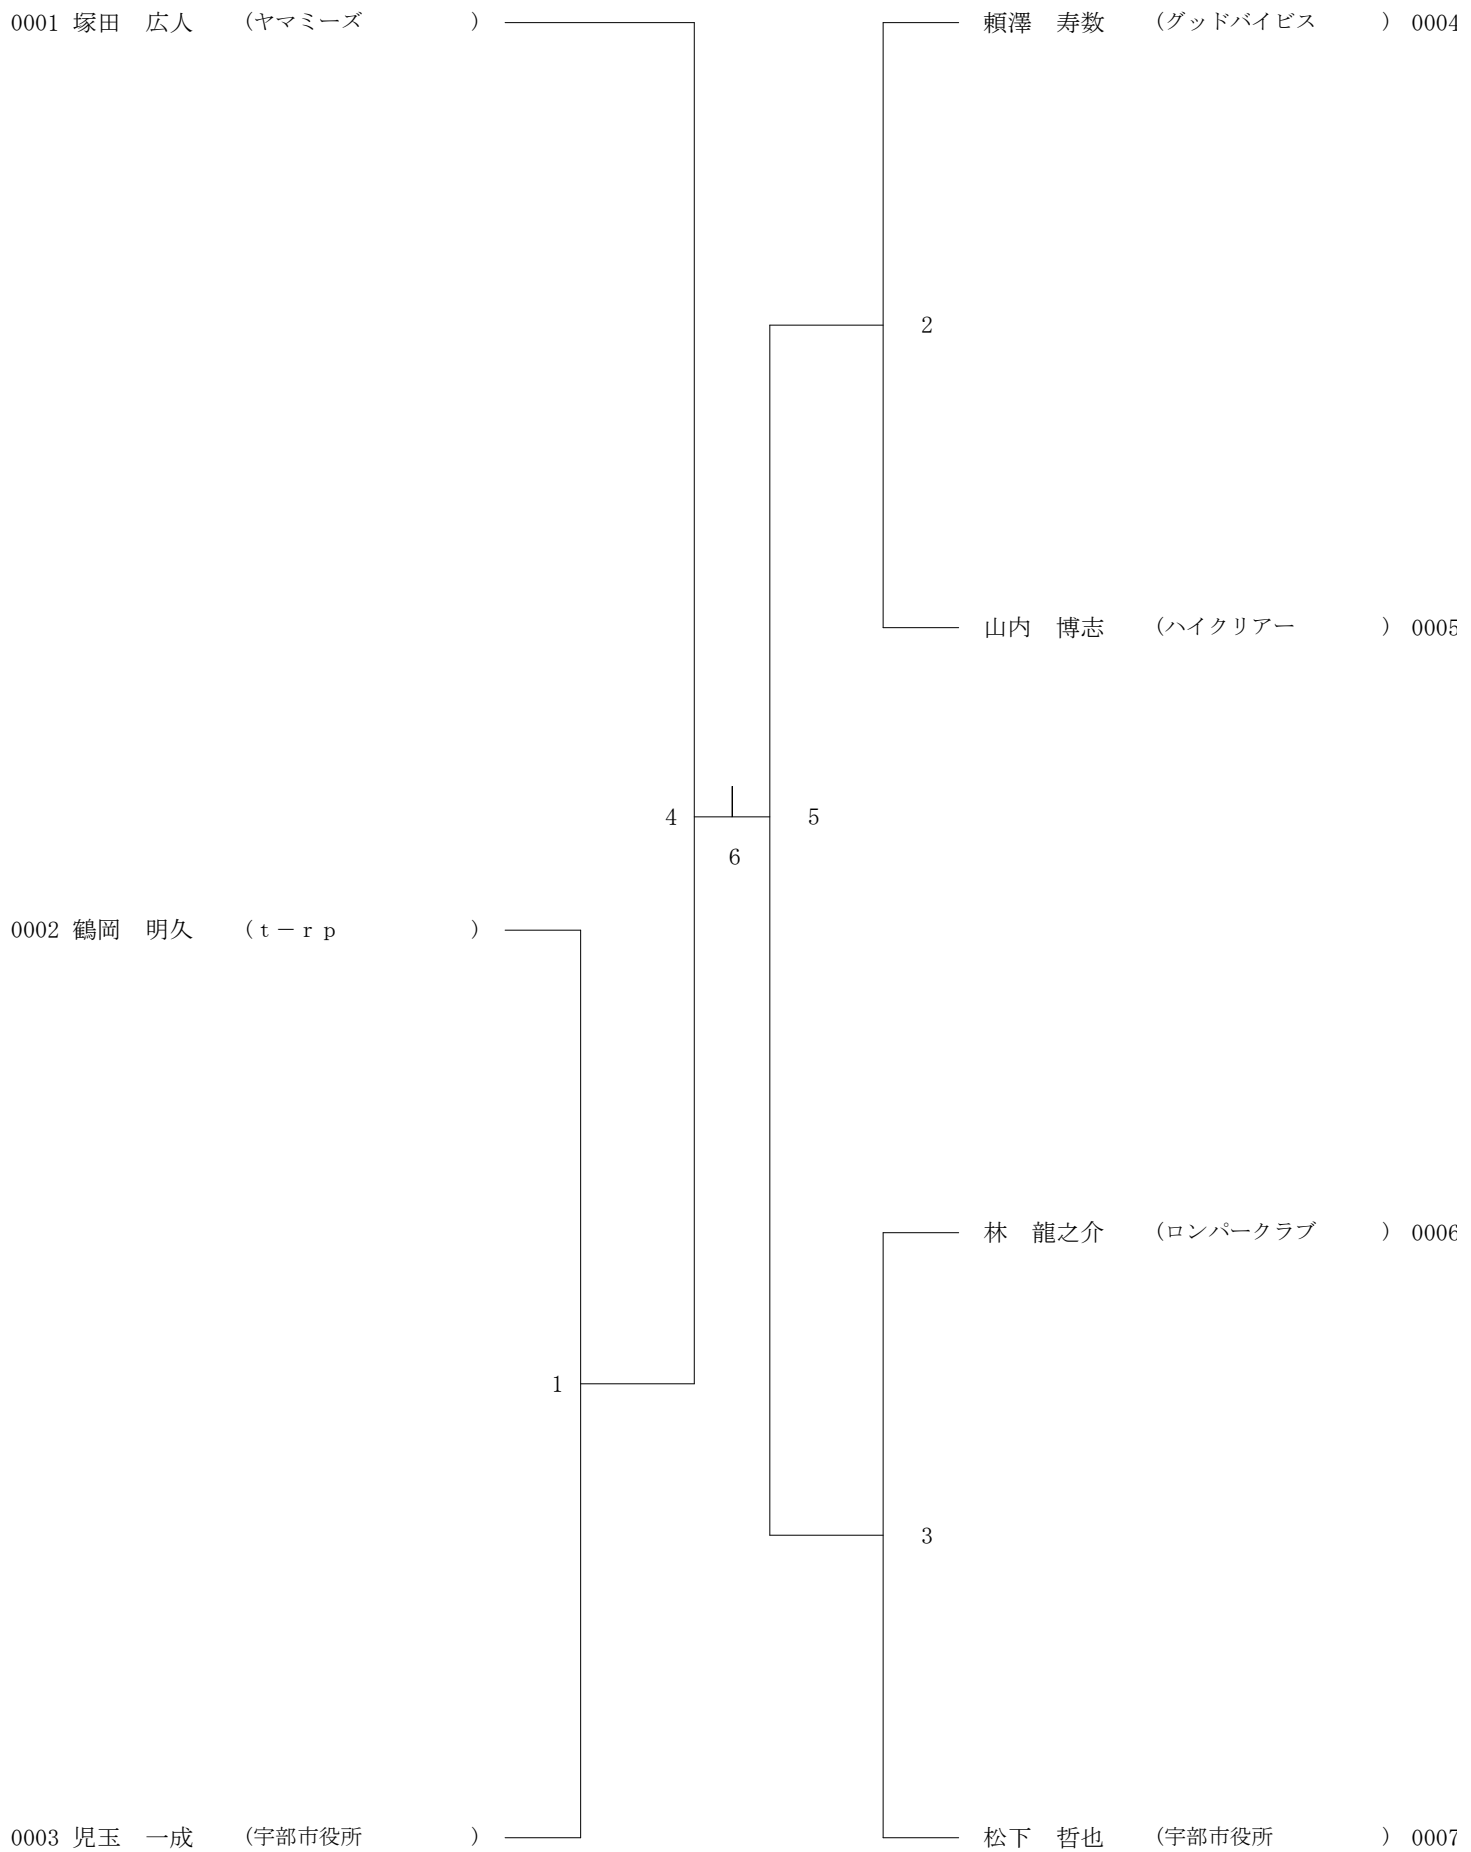 0001 塚田　広人　（ヤマミーズ　　　　　）
頼澤　寿数　（グッドバイビス　　　） 0004
2
山内　博志　（ハイクリアー　　　　） 0005
4
5
6
0002 鶴岡　明久　（ｔ－ｒｐ　　　　　　）
林　龍之介　（ロンパークラブ　　　） 0006
1
3
0003 児玉　一成　（宇部市役所　　　　　）
松下　哲也　（宇部市役所　　　　　） 0007